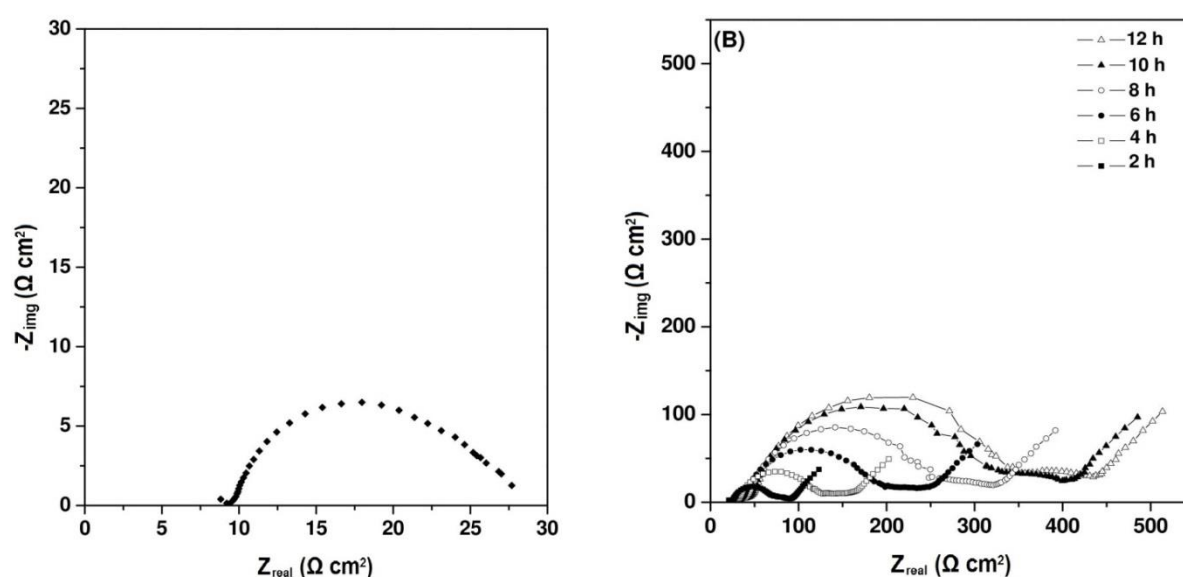 30
25
20
15
10
5
0
-Zimg (Ω cm²)
0 5 10 15 20 25 30
Zreal (Ω cm²)
(B)
12 h
10 h
8 h
6 h
4 h
2 h
500
400
300
200
100
0
-Zimg (Ω cm²)
0 100 200 300 400 500
Zreal (Ω cm²)